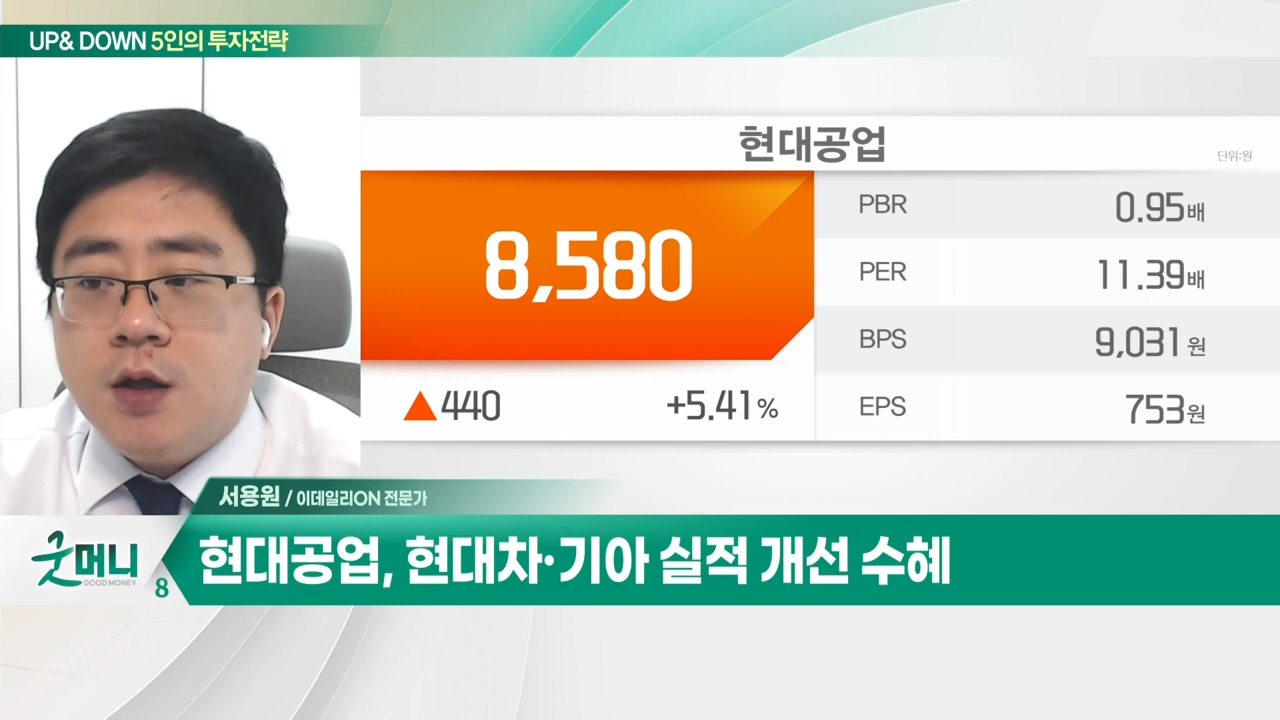 UP& DOWN 5인의 투자전략
현대공업
단위:원
8,580
▲440 +5.41%
PBR 0.95배
PER 11.39배
BPS 9,031원
EPS 753원
서용원 / 이데일리ON 전문가
굿머니
GOOD MONEY
8
현대공업, 현대차·기아 실적 개선 수혜